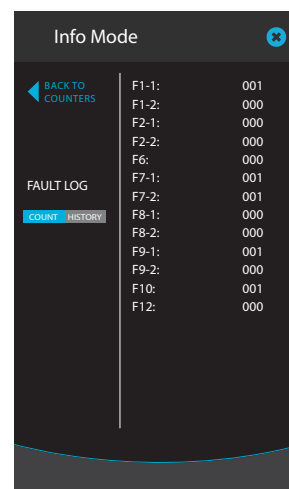 Info Mode
BACK TO
COUNTERS
FAULT LOG
COUNT HISTORY
F1-1: 001
F1-2: 000
F2-1: 000
F2-2: 000
F6: 000
F7-1: 001
F7-2: 001
F8-1: 000
F8-2: 000
F9-1: 001
F9-2: 000
F10: 001
F12: 000